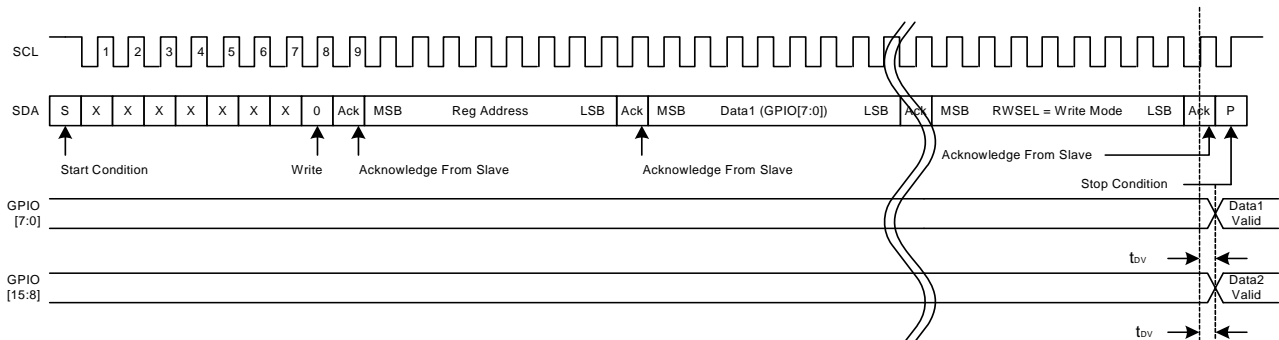 SCL 1 2 3 4 5 6 7 8 9
SDA S X X X X X X X 0 Ack MSB Reg Address LSB Ack MSB Data1 (GPIO[7:0]) LSB Ack MSB RWSEL = Write Mode LSB Ack P
Acknowledge From Slave
Start Condition Write Acknowledge From Slave Acknowledge From Slave
Stop Condition
GPIO
[7:0]
Data1
Valid
tDV
GPIO
[15:8]
Data2
Valid
tDV